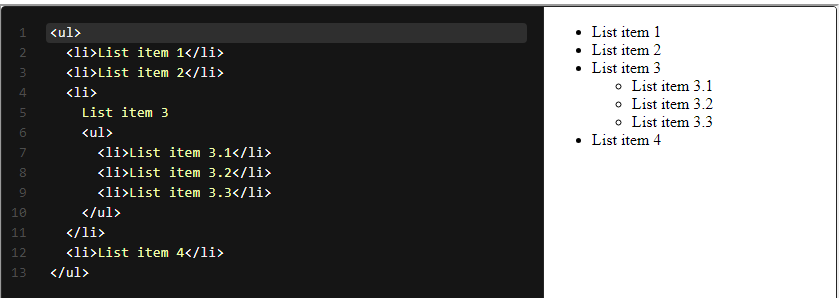 1 <ul>
2 <li>List item 1</li>
3 <li>List item 2</li>
4 <li>
5 List item 3
6 <ul>
7 <li>List item 3.1</li>
8 <li>List item 3.2</li>
9 <li>List item 3.3</li>
10 </ul>
11 </li>
12 <li>List item 4</li>
13 </ul>
• List item 1
• List item 2
• List item 3
○ List item 3.1
○ List item 3.2
○ List item 3.3
• List item 4